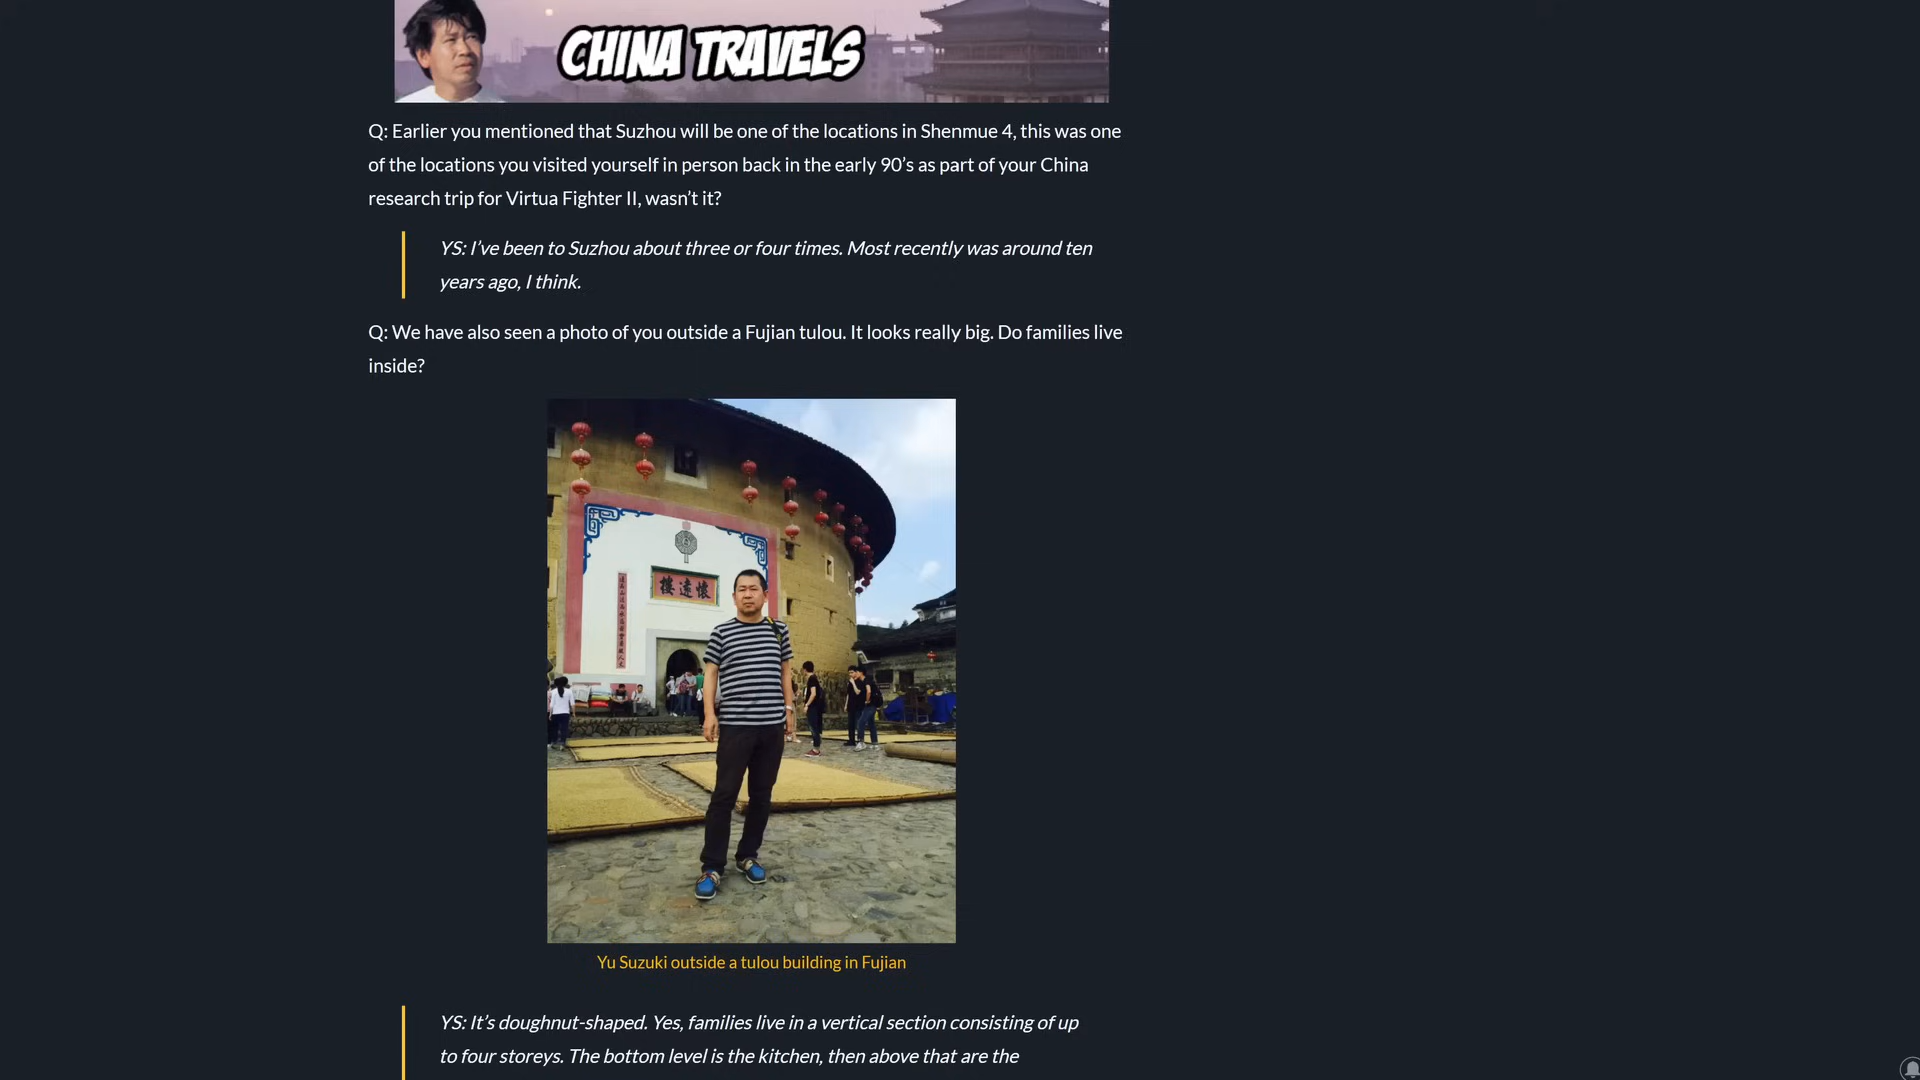 CHINA TRAVELS
Q: Earlier you mentioned that Suzhou will be one of the locations in Shenmue 4, this was one
of the locations you visited yourself in person back in the early 90’s as part of your China
research trip for Virtua Fighter II, wasn’t it?
YS: I’ve been to Suzhou about three or four times. Most recently was around ten
years ago, I think.
Q: We have also seen a photo of you outside a Fujian tulou. It looks really big. Do families live
inside?
樓遠懷
Yu Suzuki outside a tulou building in Fujian
YS: It’s doughnut-shaped. Yes, families live in a vertical section consisting of up
to four storeys. The bottom level is the kitchen, then above that are the